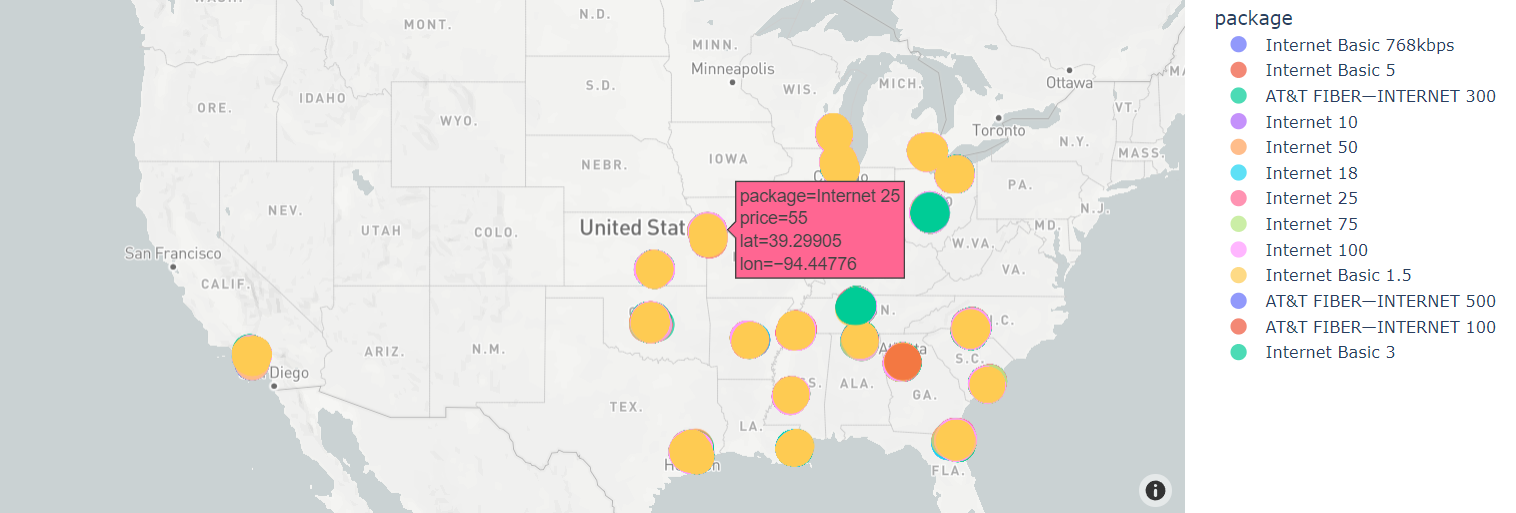 MONT.
N.D.
MINN.
Minneapolis
Ottawa
ORE.
IDAHO
S.D.
WIS.
MICH.
VT.
WYO.
Toronto
N.Y.
MASS.
NEBR.
IOWA
PA.
NEV.
UTAH
COLO.
United Stat
N.J.
MD.
W.VA.
VA.
San Francisco
CALIF.
ARIZ.
N.M.
TEX.
LA.
ALA.
GA.
S.C.
FLA.
Diego
package=Internet 25
price=55
lat=39.29905
lon=−94.44776
package
Internet Basic 768kbps
Internet Basic 5
AT&T FIBER—INTERNET 300
Internet 10
Internet 50
Internet 18
Internet 25
Internet 75
Internet 100
Internet Basic 1.5
AT&T FIBER—INTERNET 500
AT&T FIBER—INTERNET 100
Internet Basic 3